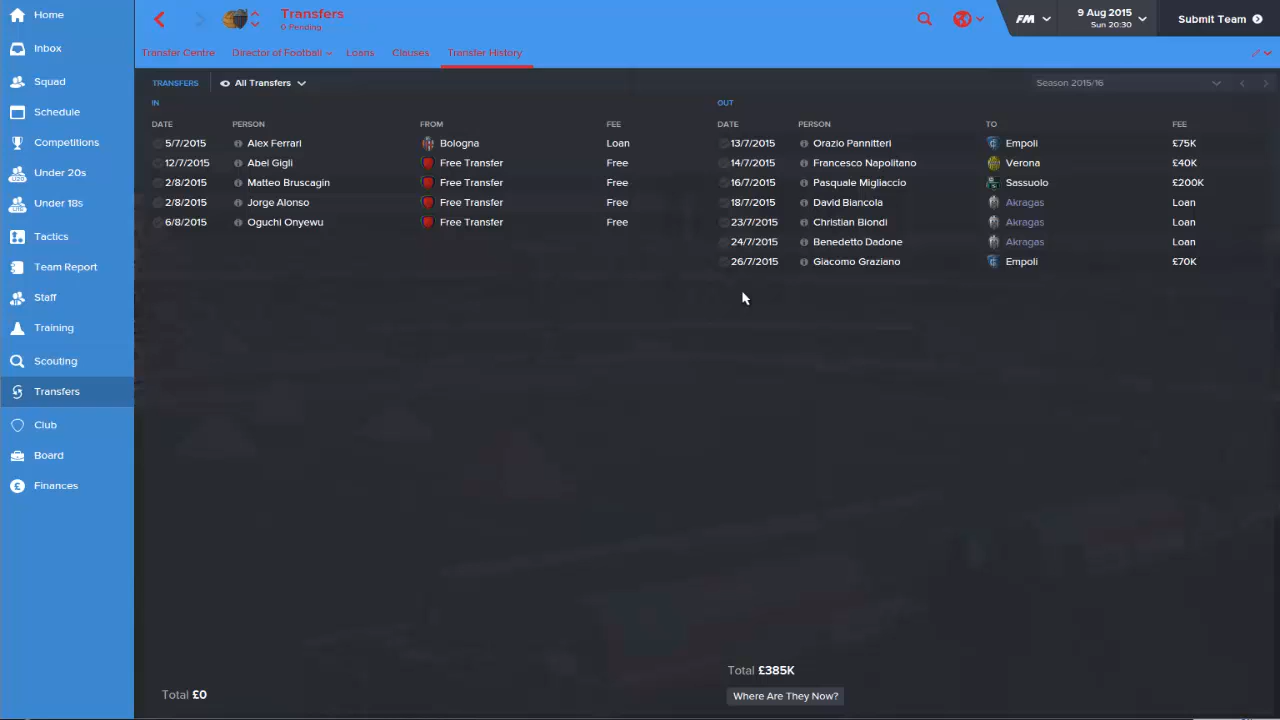 Home
Inbox
Squad
Schedule
Competitions
Under 20s
Under 18s
Tactics
Team Report
Staff
Training
Scouting
Transfers
Club
Board
Finances
Transfers
0 Pending
FM
9 Aug 2015
Sun 20:30
Submit Team
Transfer Centre Director of Football Loans Clauses Transfer History
TRANSFERS All Transfers Season 2015/16
IN
DATE PERSON FROM FEE
5/7/2015 Alex Ferrari Bologna Loan
12/7/2015 Abel Gigli Free Transfer Free
2/8/2015 Matteo Bruscagin Free Transfer Free
2/8/2015 Jorge Alonso Free Transfer Free
6/8/2015 Oguchi Onyewu Free Transfer Free
Total £0
OUT
DATE PERSON TO FEE
13/7/2015 Orazio Pannitteri Empoli £75K
14/7/2015 Francesco Napolitano Verona £40K
16/7/2015 Pasquale Migliaccio Sassuolo £200K
18/7/2015 David Biancola Akragas Loan
23/7/2015 Christian Biondi Akragas Loan
24/7/2015 Benedetto Dadone Akragas Loan
26/7/2015 Giacomo Graziano Empoli £70K
Total £385K
Where Are They Now?